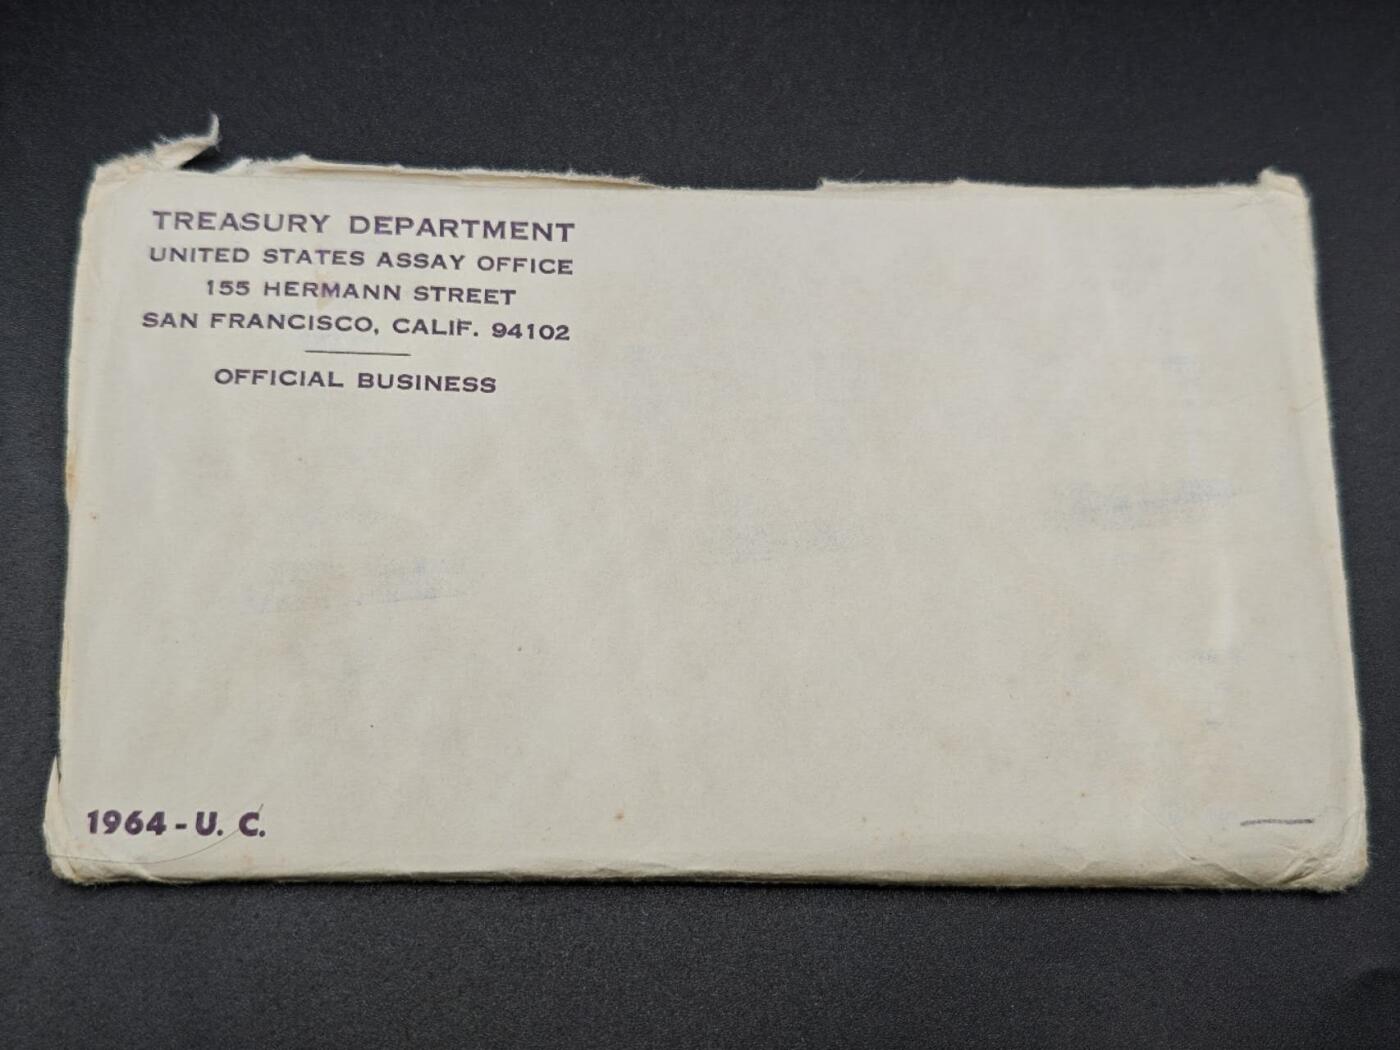 TREASURY DEPARTMENT
UNITED STATES ASSAY OFFICE
155 HERMANN STREET
SAN FRANCISCO, CALIF. 94102
OFFICIAL BUSINESS
1964 - U. C.